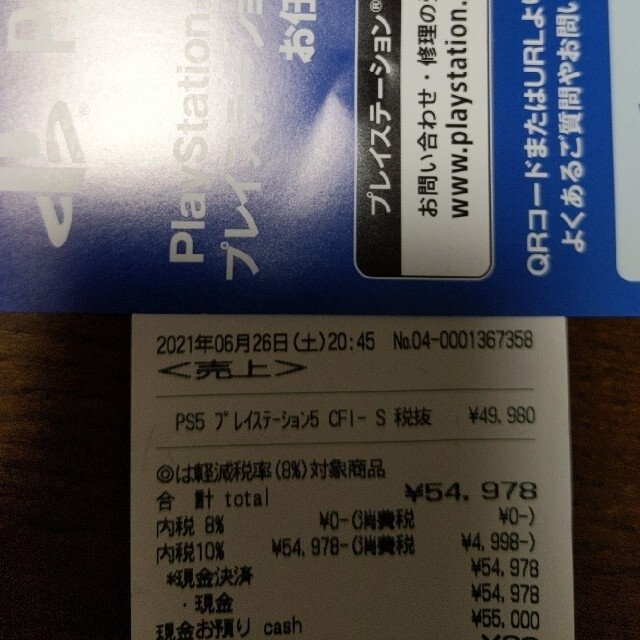 PlayStation
プレイステーショ
お
プレイステーション®
お問い合わせ・修理の
www.playstation.
QRコードまたはURLよ
よくあるご質問やお問い
2021年06月26日(土)20:45 №04-0001367358
<売上>
PS5 プレイステーション5 CFI- S 税抜 ¥49,980
◎は軽減税率(8%)対象商品
合 計 total ¥54,978
内税 8% ¥0-(消費税 ¥0-)
内税10% ¥54,978-(消費税 ¥4,998-)
*現金決済 ¥54,978
・現金 ¥54,978
現金お預り cash ¥55,000